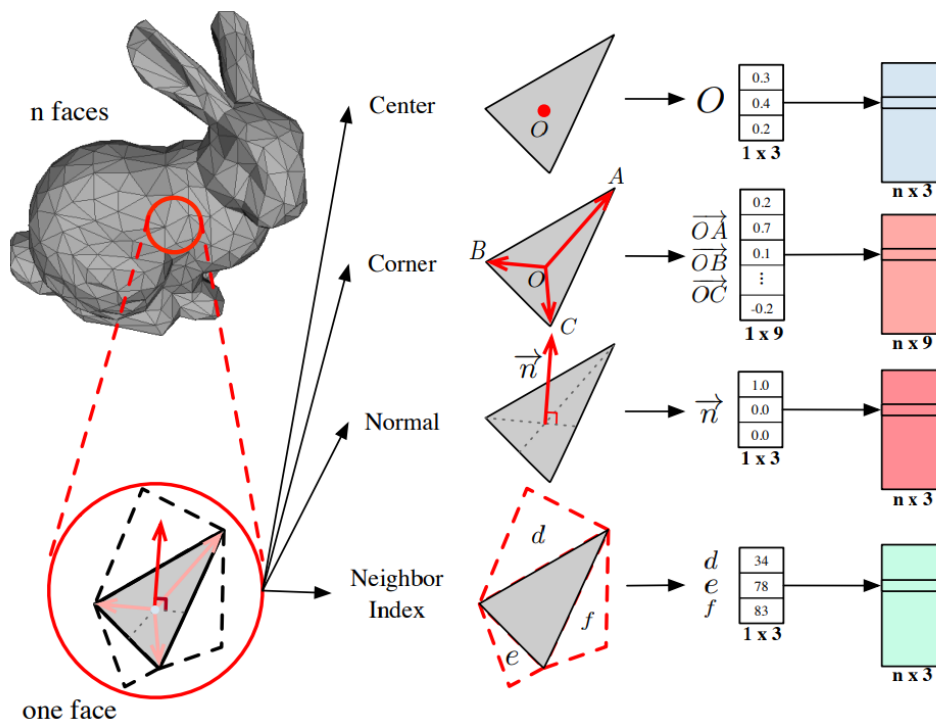 n faces
one face
Center
Corner
Normal
Neighbor
Index
O
O
0.3
0.4
0.2
1 x 3
n x 3
A
B
O
C
OA
OB
OC
0.2
0.7
0.1
⋮
-0.2
1 x 9
n x 9
n
n
1.0
0.0
0.0
1 x 3
n x 3
d
e
f
d
e
f
34
78
83
1 x 3
n x 3